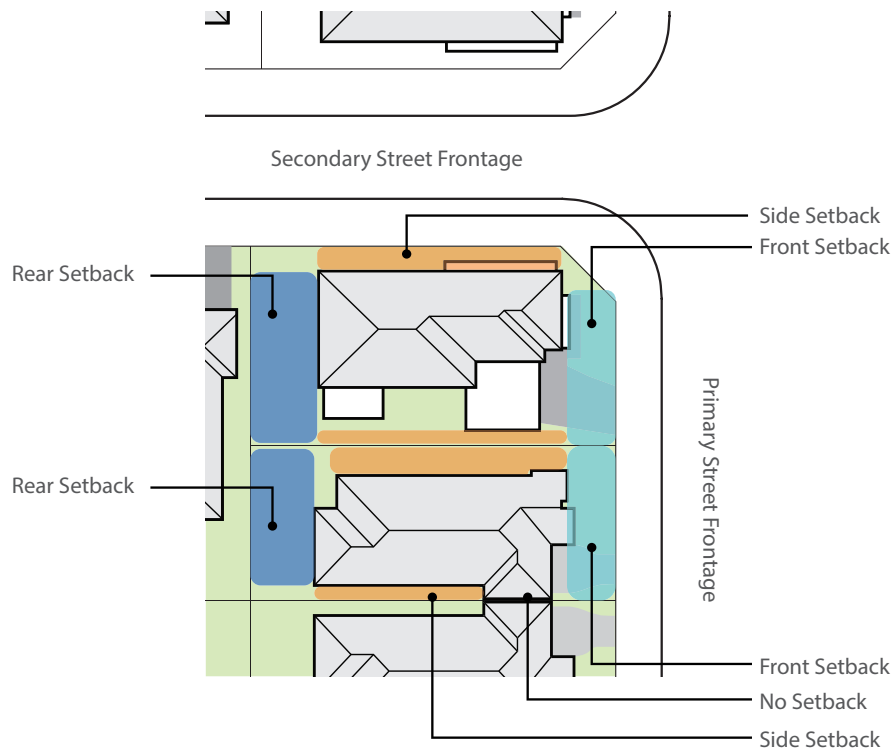 Secondary Street Frontage
Side Setback
Front Setback
Rear Setback
Primary Street Frontage
Rear Setback
Front Setback
No Setback
Side Setback